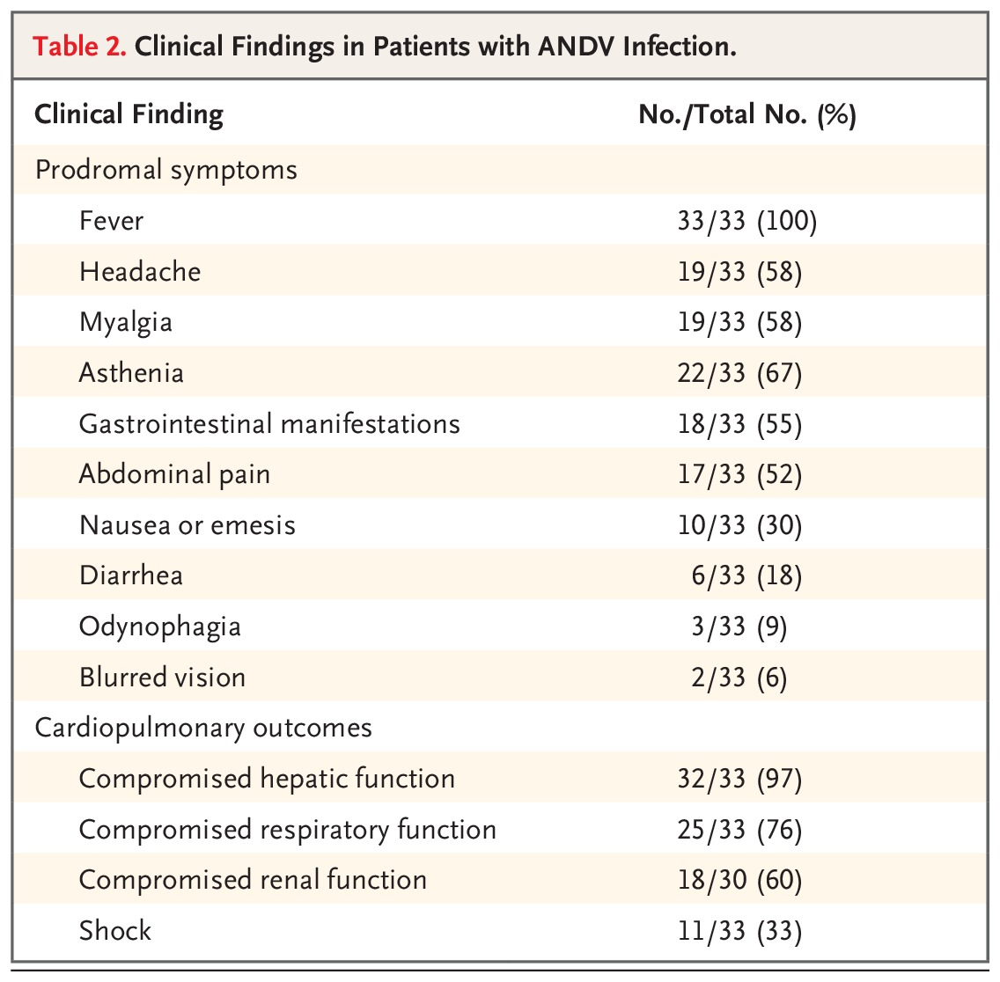 Table 2. Clinical Findings in Patients with ANDV Infection.
Clinical Finding No./Total No. (%)
Prodromal symptoms
Fever 33/33 (100)
Headache 19/33 (58)
Myalgia 19/33 (58)
Asthenia 22/33 (67)
Gastrointestinal manifestations 18/33 (55)
Abdominal pain 17/33 (52)
Nausea or emesis 10/33 (30)
Diarrhea 6/33 (18)
Odynophagia 3/33 (9)
Blurred vision 2/33 (6)
Cardiopulmonary outcomes
Compromised hepatic function 32/33 (97)
Compromised respiratory function 25/33 (76)
Compromised renal function 18/30 (60)
Shock 11/33 (33)